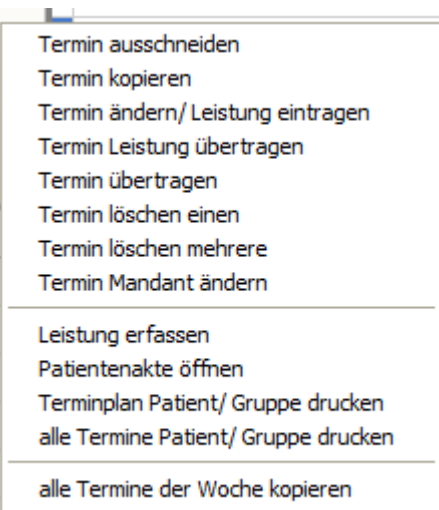 Termin ausschneiden
Termin kopieren
Termin ändern/ Leistung eintragen
Termin Leistung übertragen
Termin übertragen
Termin löschen einen
Termin löschen mehrere
Termin Mandant ändern
Leistung erfassen
Patientenakte öffnen
Terminplan Patient/ Gruppe drucken
alle Termine Patient/ Gruppe drucken
alle Termine der Woche kopieren